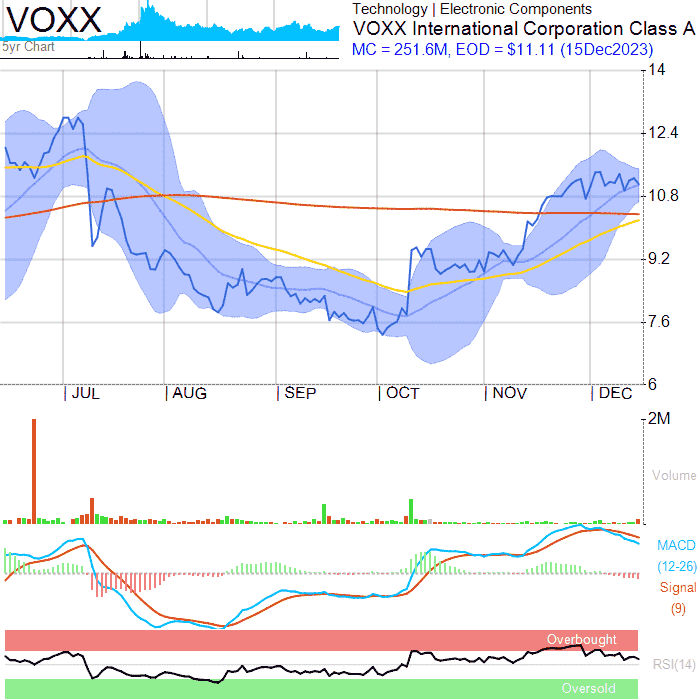 VOXX
5yr Chart
Technology | Electronic Components
VOXX International Corporation Class A
MC = 251.6M, EOD = $11.11 (15Dec2023)
14
12.4
10.8
9.2
7.6
6
JUL AUG SEP OCT NOV DEC
2M
Volume
MACD
(12-26)
Signal
(9)
Overbought
RSI(14)
Oversold